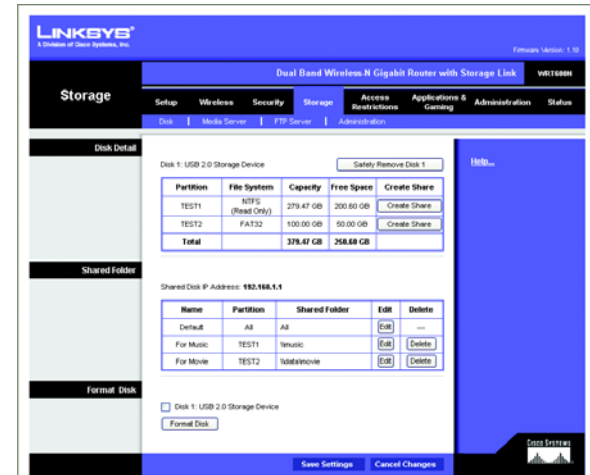 LINKSYS®
A Division of Cisco Systems, Inc.
Firmware Version: 1.10
Dual Band Wireless-N Gigabit Router with Storage Link WRT600N
Storage
Setup Wireless Security Storage Access Restrictions Applications & Gaming Administration Status
Disk | Media Server | FTP Server | Administration
Disk Detail
Disk 1: USB 2.0 Storage Device Safely Remove Disk 1
Help...
Partition File System Capacity Free Space Create Share
TEST1 NTFS (Read Only) 279.47 GB 200.60 GB Create Share
TEST2 FAT32 100.00 GB 50.00 GB Create Share
Total 379.47 GB 250.60 GB
Shared Folder
Shared Disk IP Address: 192.168.1.1
Name Partition Shared Folder Edit Delete
Default All All Edit ---
For Music TEST1 \\music Edit Delete
For Movie TEST2 \\data\movie Edit Delete
Format Disk
Disk 1: USB 2.0 Storage Device
Format Disk
Save Settings Cancel Changes
CISCO SYSTEMS